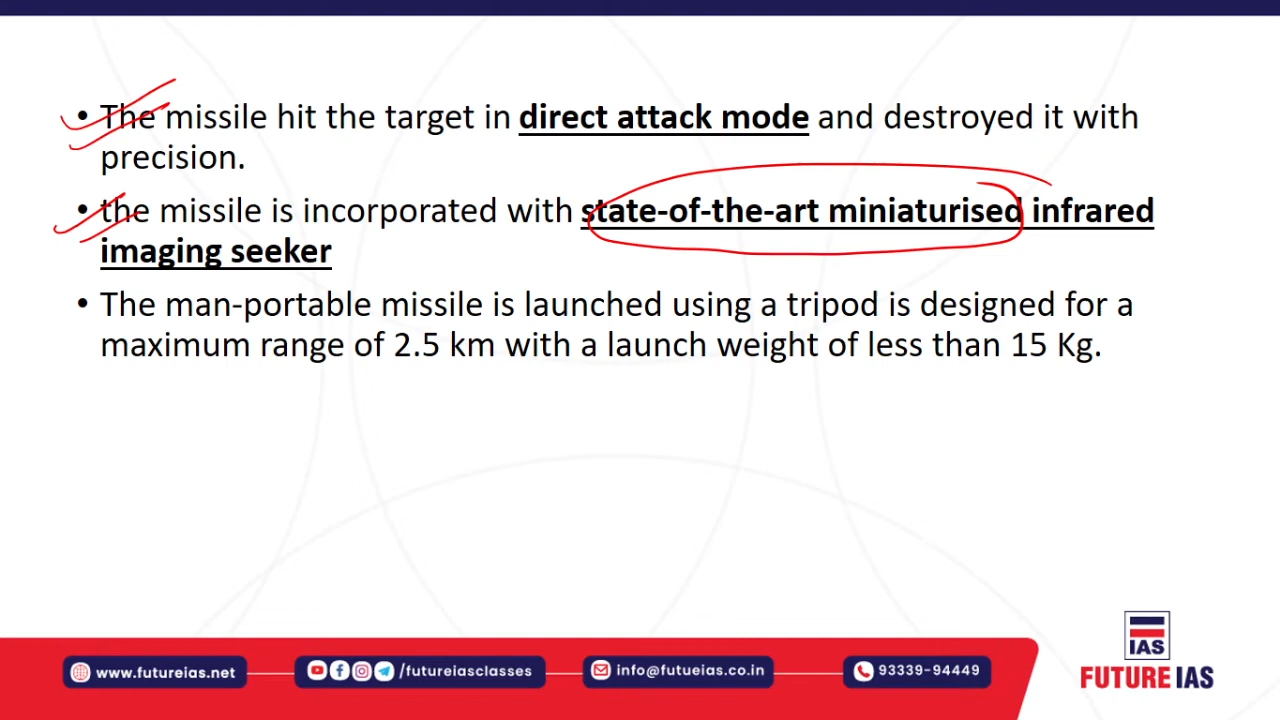 • The missile hit the target in direct attack mode and destroyed it with
precision.
• the missile is incorporated with state-of-the-art miniaturised infrared
imaging seeker
• The man-portable missile is launched using a tripod is designed for a
maximum range of 2.5 km with a launch weight of less than 15 Kg.
IAS
FUTURE IAS
www.futureias.net
/futureiasclasses
info@futueias.co.in
93339-94449